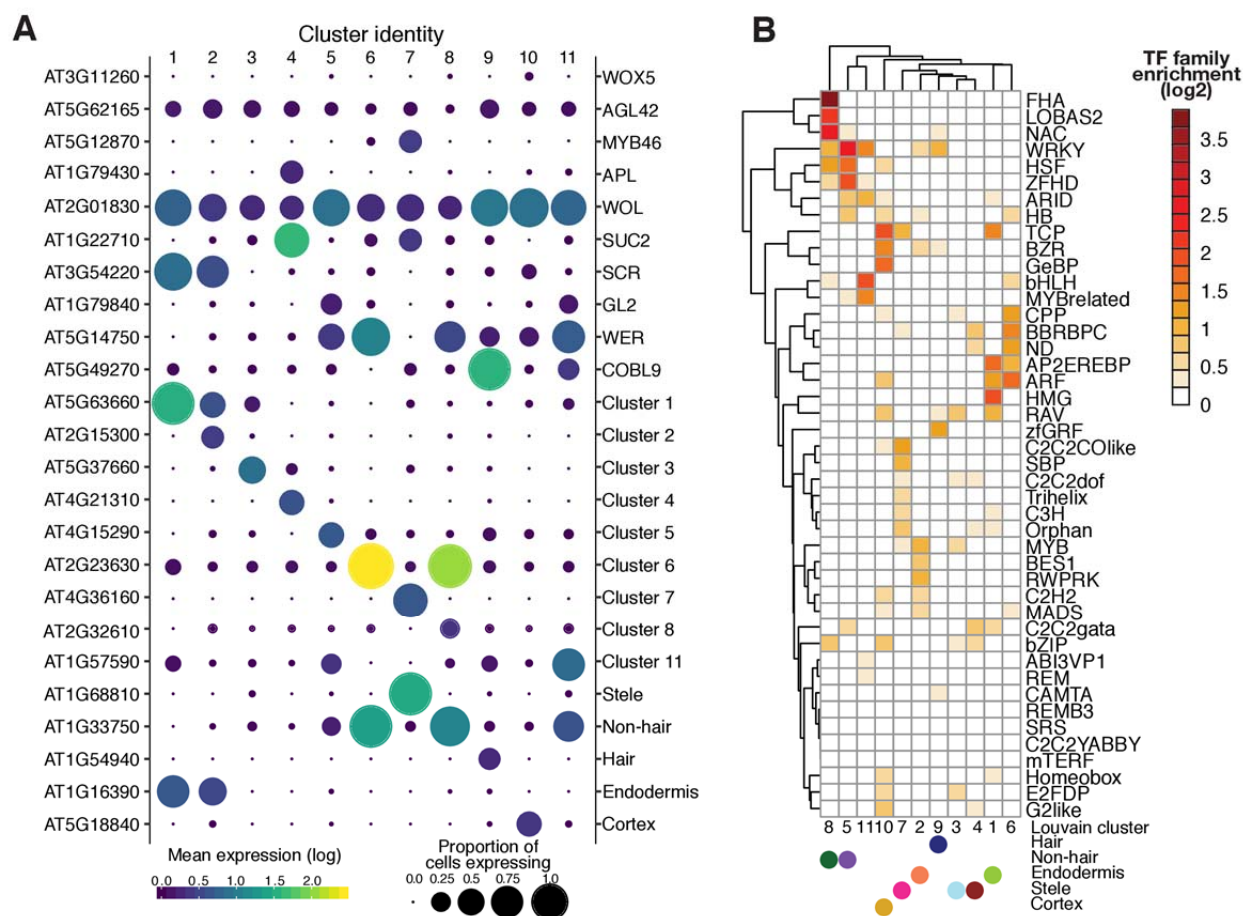 A
Cluster identity
1 2 3 4 5 6 7 8 9 10 11
AT3G11260 WOX5
AT5G62165 AGL42
AT5G12870 MYB46
AT1G79430 APL
AT2G01830 WOL
AT1G22710 SUC2
AT3G54220 SCR
AT1G79840 GL2
AT5G14750 WER
AT5G49270 COBL9
AT5G63660 Cluster 1
AT2G15300 Cluster 2
AT5G37660 Cluster 3
AT4G21310 Cluster 4
AT4G15290 Cluster 5
AT2G23630 Cluster 6
AT4G36160 Cluster 7
AT2G32610 Cluster 8
AT1G57590 Cluster 11
AT1G68810 Stele
AT1G33750 Non-hair
AT1G54940 Hair
AT1G16390 Endodermis
AT5G18840 Cortex
Mean expression (log)
0.0 0.5 1.0 1.5 2.0
Proportion of
cells expressing
0.0 0.25 0.5 0.75 1.0
B
TF family
enrichment
(log2)
3.5
3
2.5
2
1.5
1
0.5
0
FHA
LOBAS2
NAC
WRKY
HSF
ZFHD
ARID
HB
TCP
BZR
GeBP
bHLH
MYBrelated
CPP
BBRBPC
ND
AP2EREBP
ARF
HMG
RAV
zfGRF
C2C2COlike
SBP
C2C2dof
Trihelix
C3H
Orphan
MYB
BES1
RWPRK
C2H2
MADS
C2C2gata
bZIP
ABI3VP1
REM
CAMTA
REMB3
SRS
C2C2YABBY
mTERF
Homeobox
E2FDP
G2like
8 5 11 10 7 2 9 3 4 1 6 Louvain cluster
Hair
Non-hair
Endodermis
Stele
Cortex